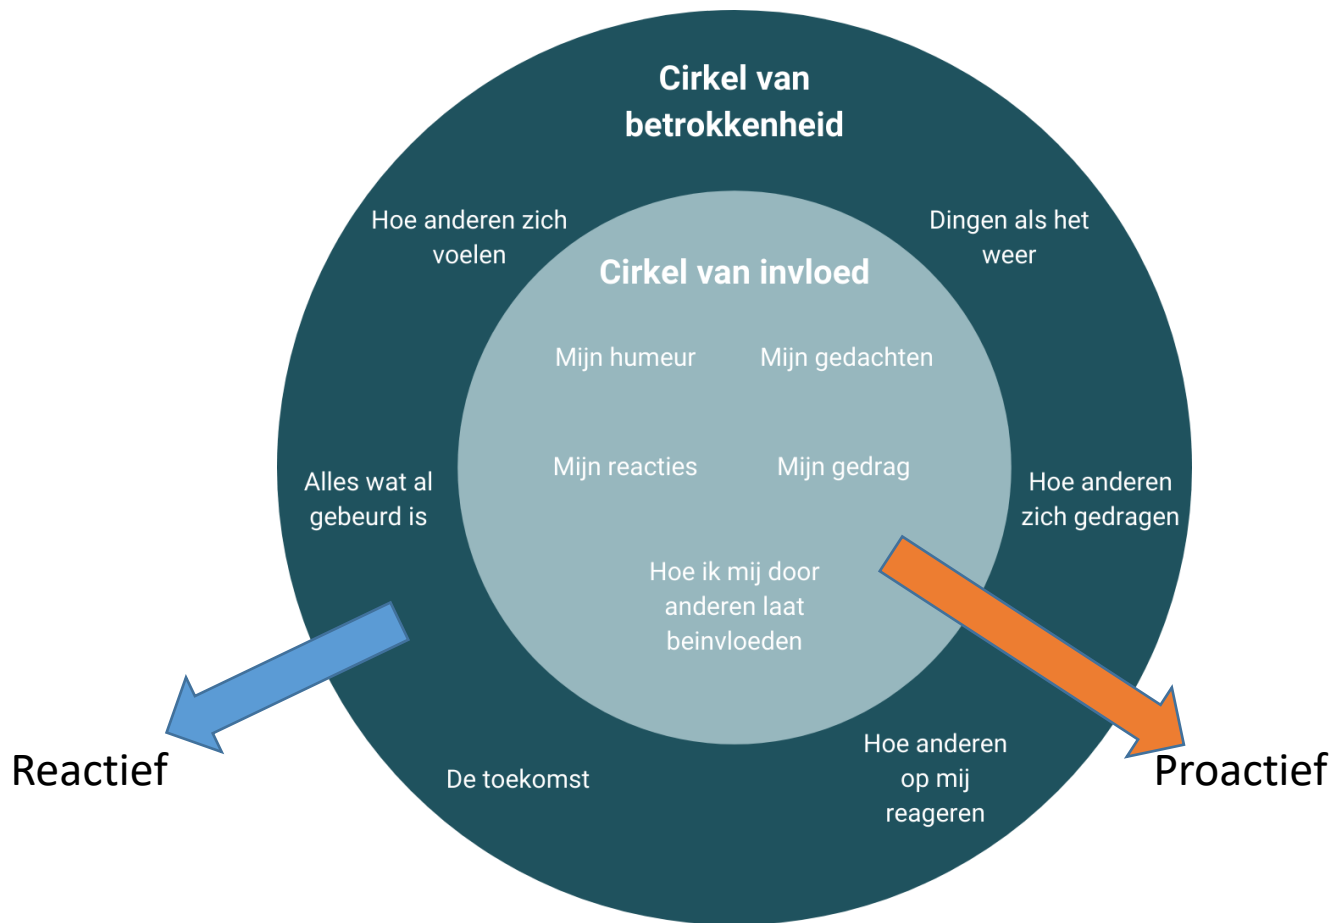 Cirkel van
betrokkenheid
Hoe anderen zich
voelen
Dingen als het
weer
Cirkel van invloed
Mijn humeur
Mijn gedachten
Mijn reacties
Mijn gedrag
Alles wat al
gebeurd is
Hoe anderen
zich gedragen
Hoe ik mij door
anderen laat
beinvloeden
Reactief
De toekomst
Hoe anderen
op mij
reageren
Proactief